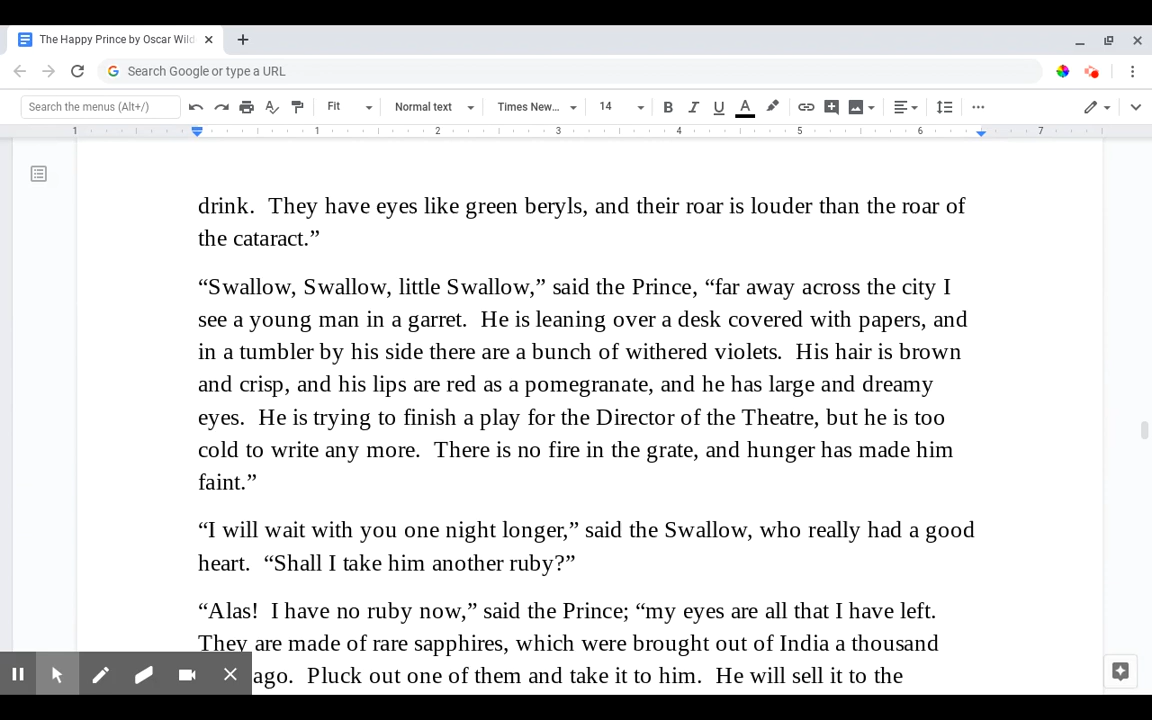 The Happy Prince by Oscar Wild
Search Google or type a URL
Search the menus (Alt+/) Fit Normal text Times New... 14 B I U A
1 1 2 3 4 5 6 7
drink.  They have eyes like green beryls, and their roar is louder than the roar of
the cataract.”
“Swallow, Swallow, little Swallow,” said the Prince, “far away across the city I
see a young man in a garret.  He is leaning over a desk covered with papers, and
in a tumbler by his side there are a bunch of withered violets.  His hair is brown
and crisp, and his lips are red as a pomegranate, and he has large and dreamy
eyes.  He is trying to finish a play for the Director of the Theatre, but he is too
cold to write any more.  There is no fire in the grate, and hunger has made him
faint.”
“I will wait with you one night longer,” said the Swallow, who really had a good
heart.  “Shall I take him another ruby?”
“Alas!  I have no ruby now,” said the Prince; “my eyes are all that I have left.
They are made of rare sapphires, which were brought out of India a thousand
ago.  Pluck out one of them and take it to him.  He will sell it to the